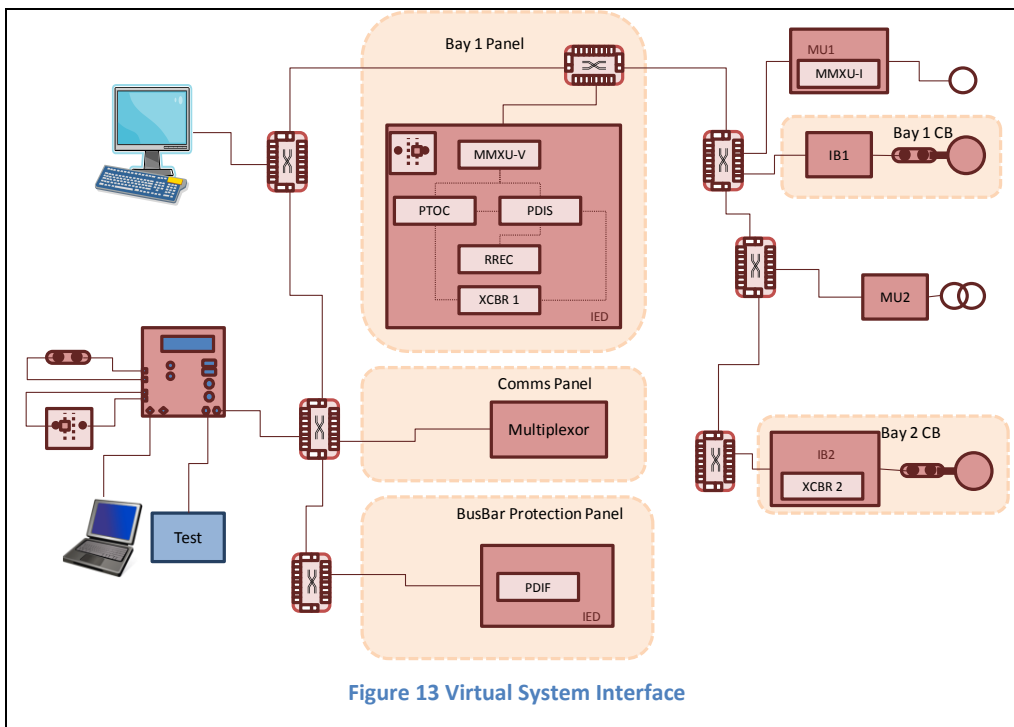 Bay 1 Panel
MU1
MMXU-I
Bay 1 CB
IB1
MMXU-V
PTOC
PDIS
RREC
XCBR 1
IED
MU2
Comms Panel
Multiplexor
Bay 2 CB
IB2
XCBR 2
BusBar Protection Panel
Test
PDIF
IED
Figure 13 Virtual System Interface